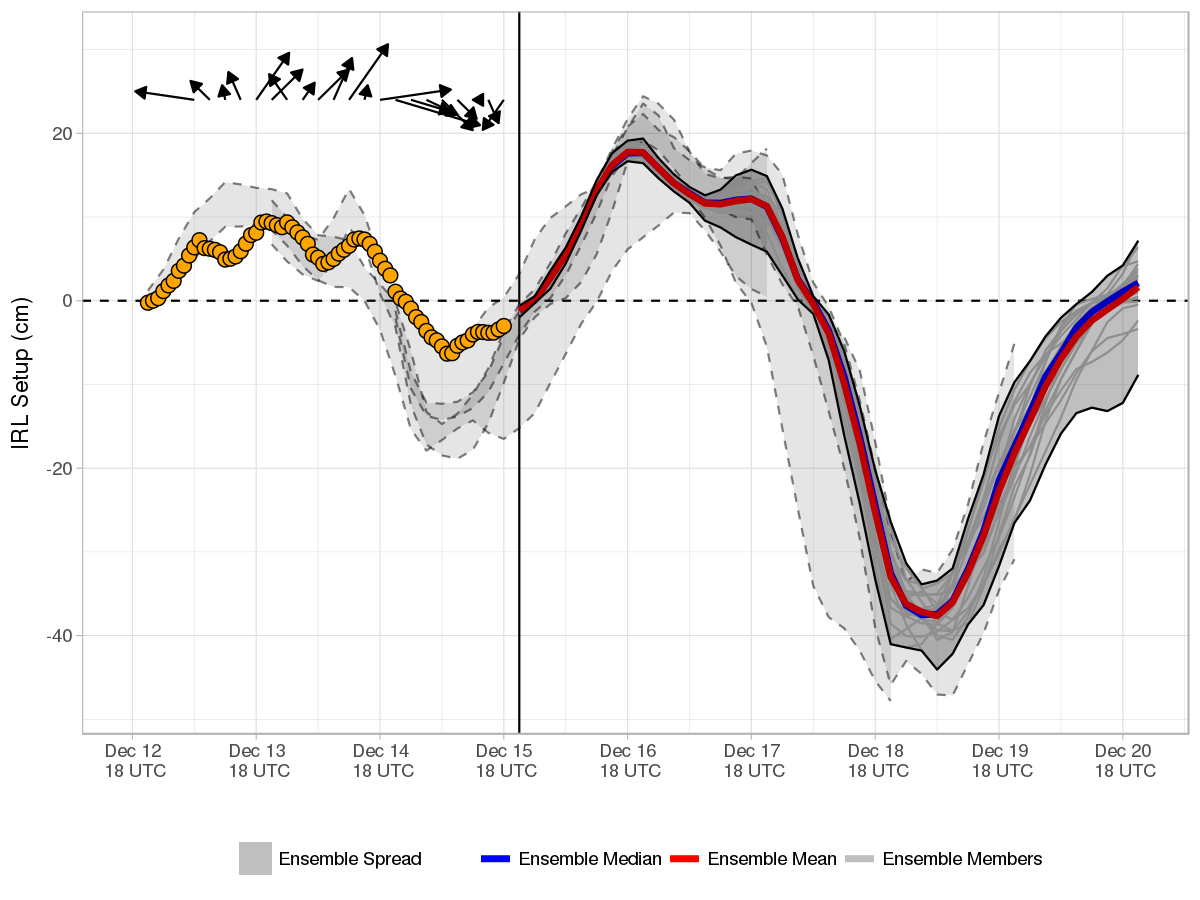 IRL Setup (cm)
20
0
-20
-40
Dec 12 Dec 13 Dec 14 Dec 15 Dec 16 Dec 17 Dec 18 Dec 19 Dec 20
18 UTC 18 UTC 18 UTC 18 UTC 18 UTC 18 UTC 18 UTC 18 UTC 18 UTC
Ensemble Spread Ensemble Median Ensemble Mean Ensemble Members